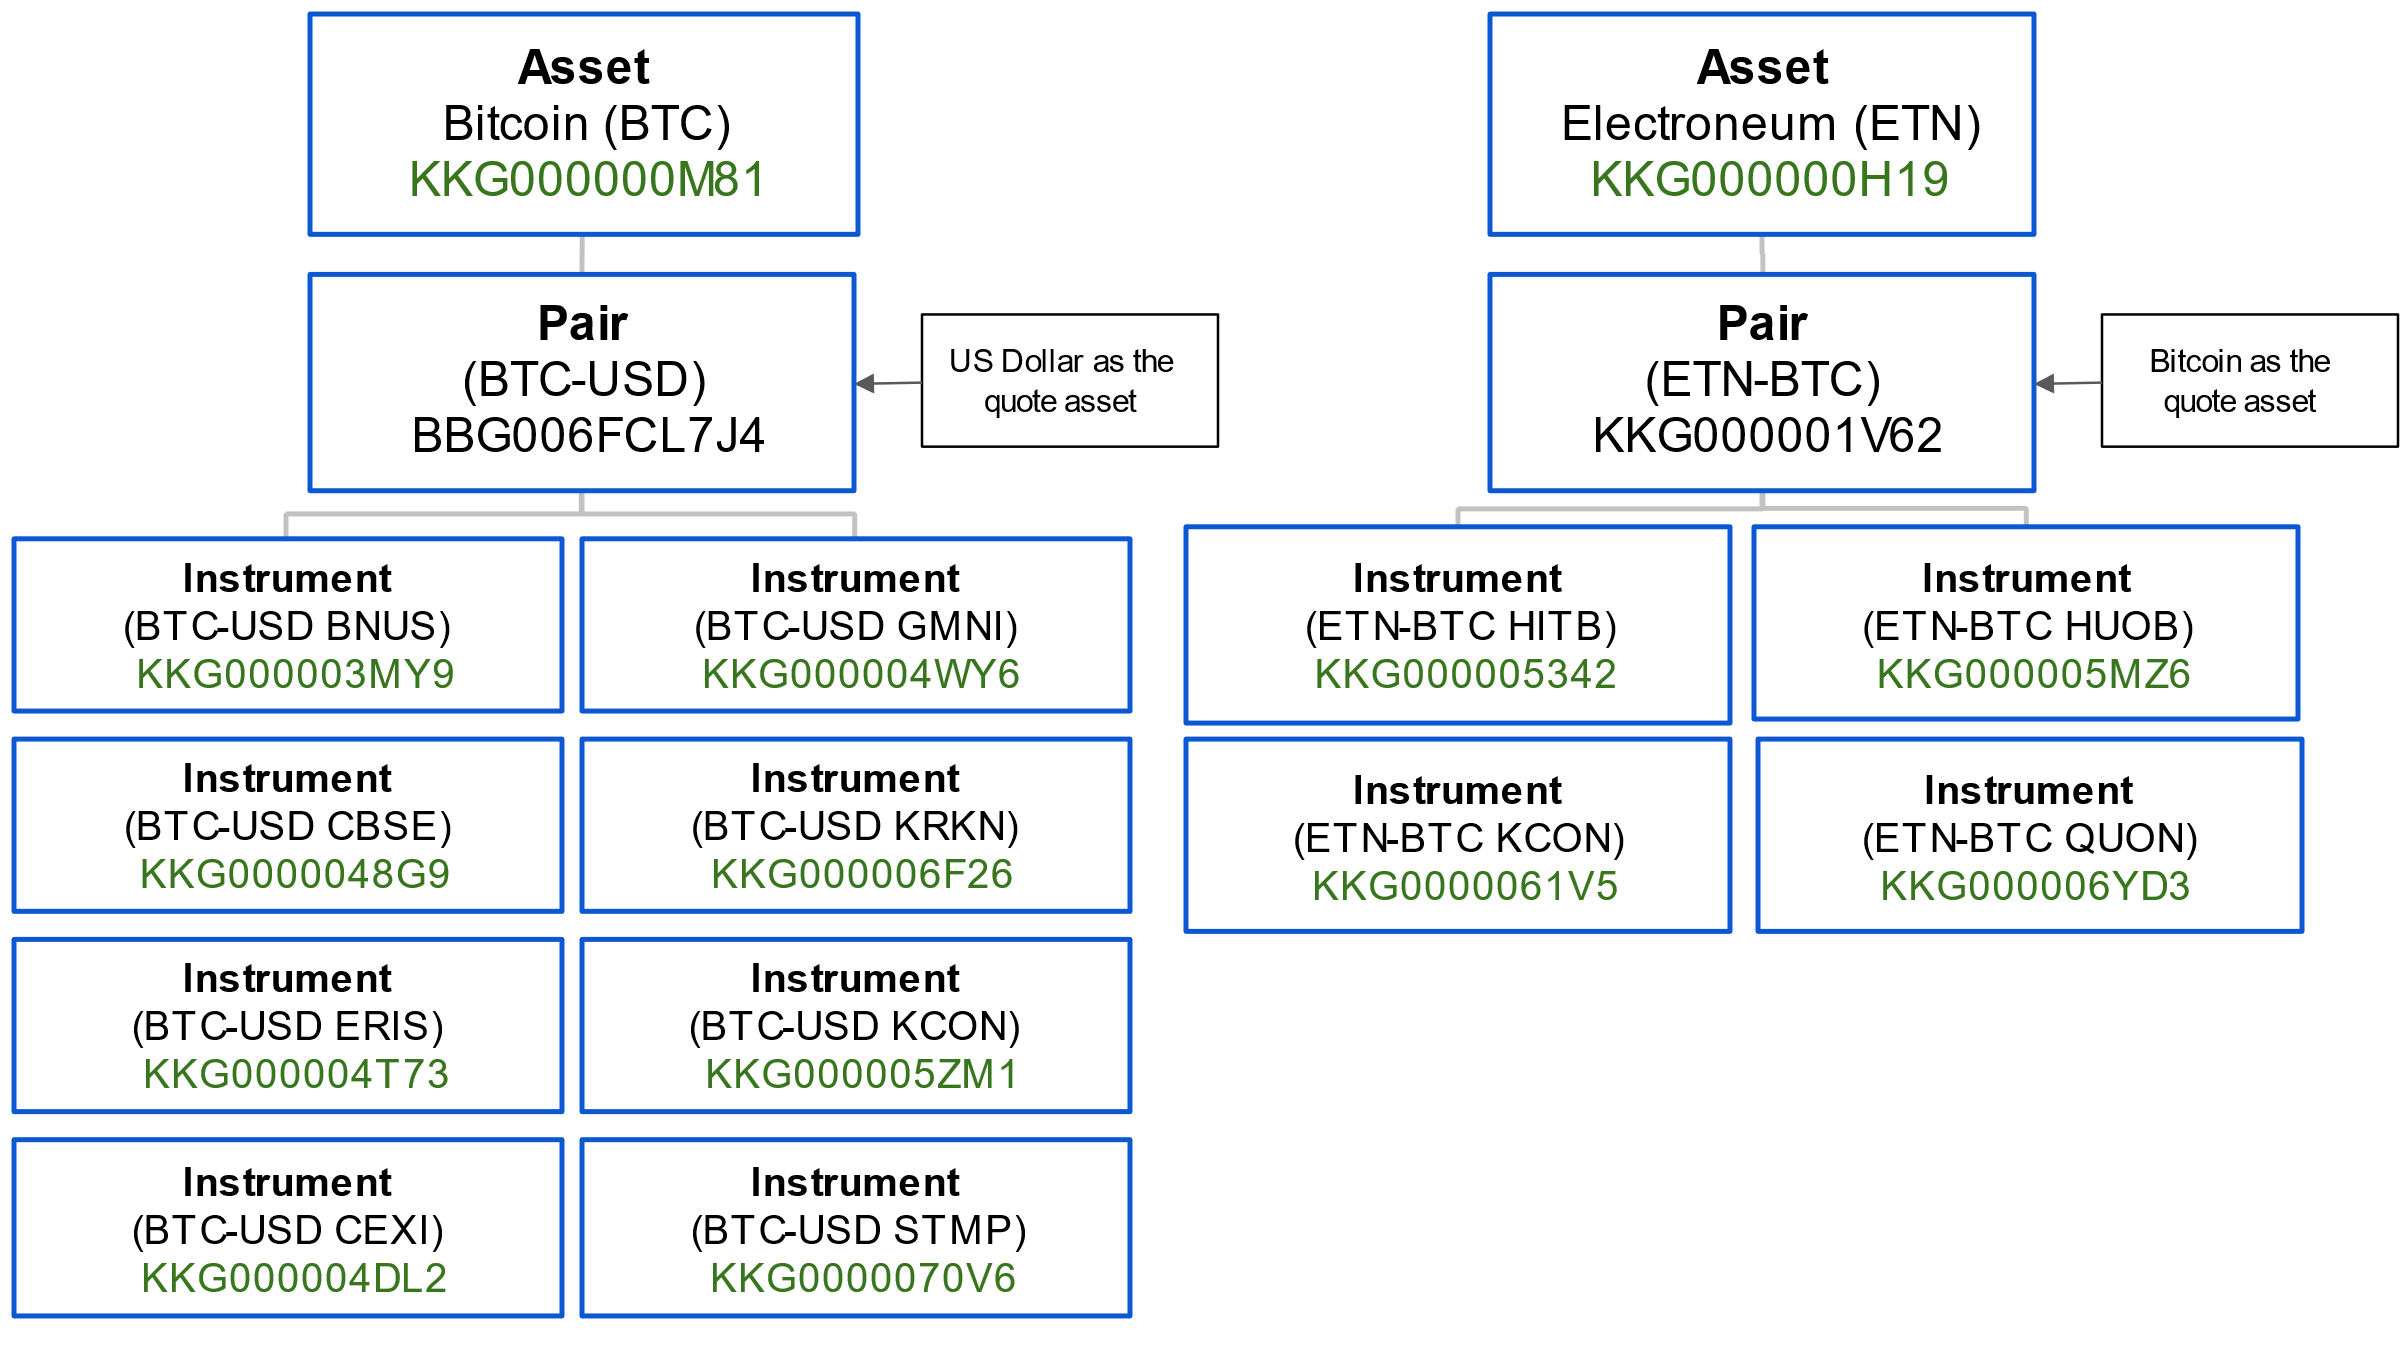 Asset
Bitcoin (BTC)
KKG000000M81
Pair
(BTC-USD)
BBG006FCL7J4
US Dollar as the
quote asset
Instrument
(BTC-USD BNUS)
KKG000003MY9
Instrument
(BTC-USD GMNI)
KKG000004WY6
Instrument
(BTC-USD CBSE)
KKG0000048G9
Instrument
(BTC-USD KRKN)
KKG000006F26
Instrument
(BTC-USD ERIS)
KKG000004T73
Instrument
(BTC-USD KCON)
KKG000005ZM1
Instrument
(BTC-USD CEXI)
KKG000004DL2
Instrument
(BTC-USD STMP)
KKG0000070V6
Asset
Electroneum (ETN)
KKG000000H19
Pair
(ETN-BTC)
KKG000001V62
Bitcoin as the
quote asset
Instrument
(ETN-BTC HITB)
KKG000005342
Instrument
(ETN-BTC HUOB)
KKG000005MZ6
Instrument
(ETN-BTC KCON)
KKG0000061V5
Instrument
(ETN-BTC QUON)
KKG000006YD3